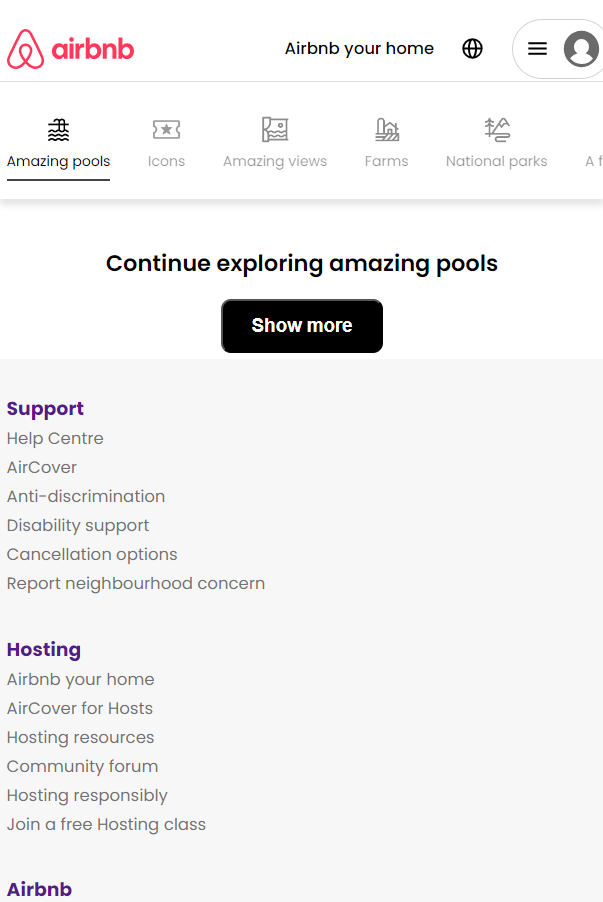 airbnb
Airbnb your home
Amazing pools
Icons
Amazing views
Farms
National parks
A f
Continue exploring amazing pools
Show more
Support
Help Centre
AirCover
Anti-discrimination
Disability support
Cancellation options
Report neighbourhood concern
Hosting
Airbnb your home
AirCover for Hosts
Hosting resources
Community forum
Hosting responsibly
Join a free Hosting class
Airbnb